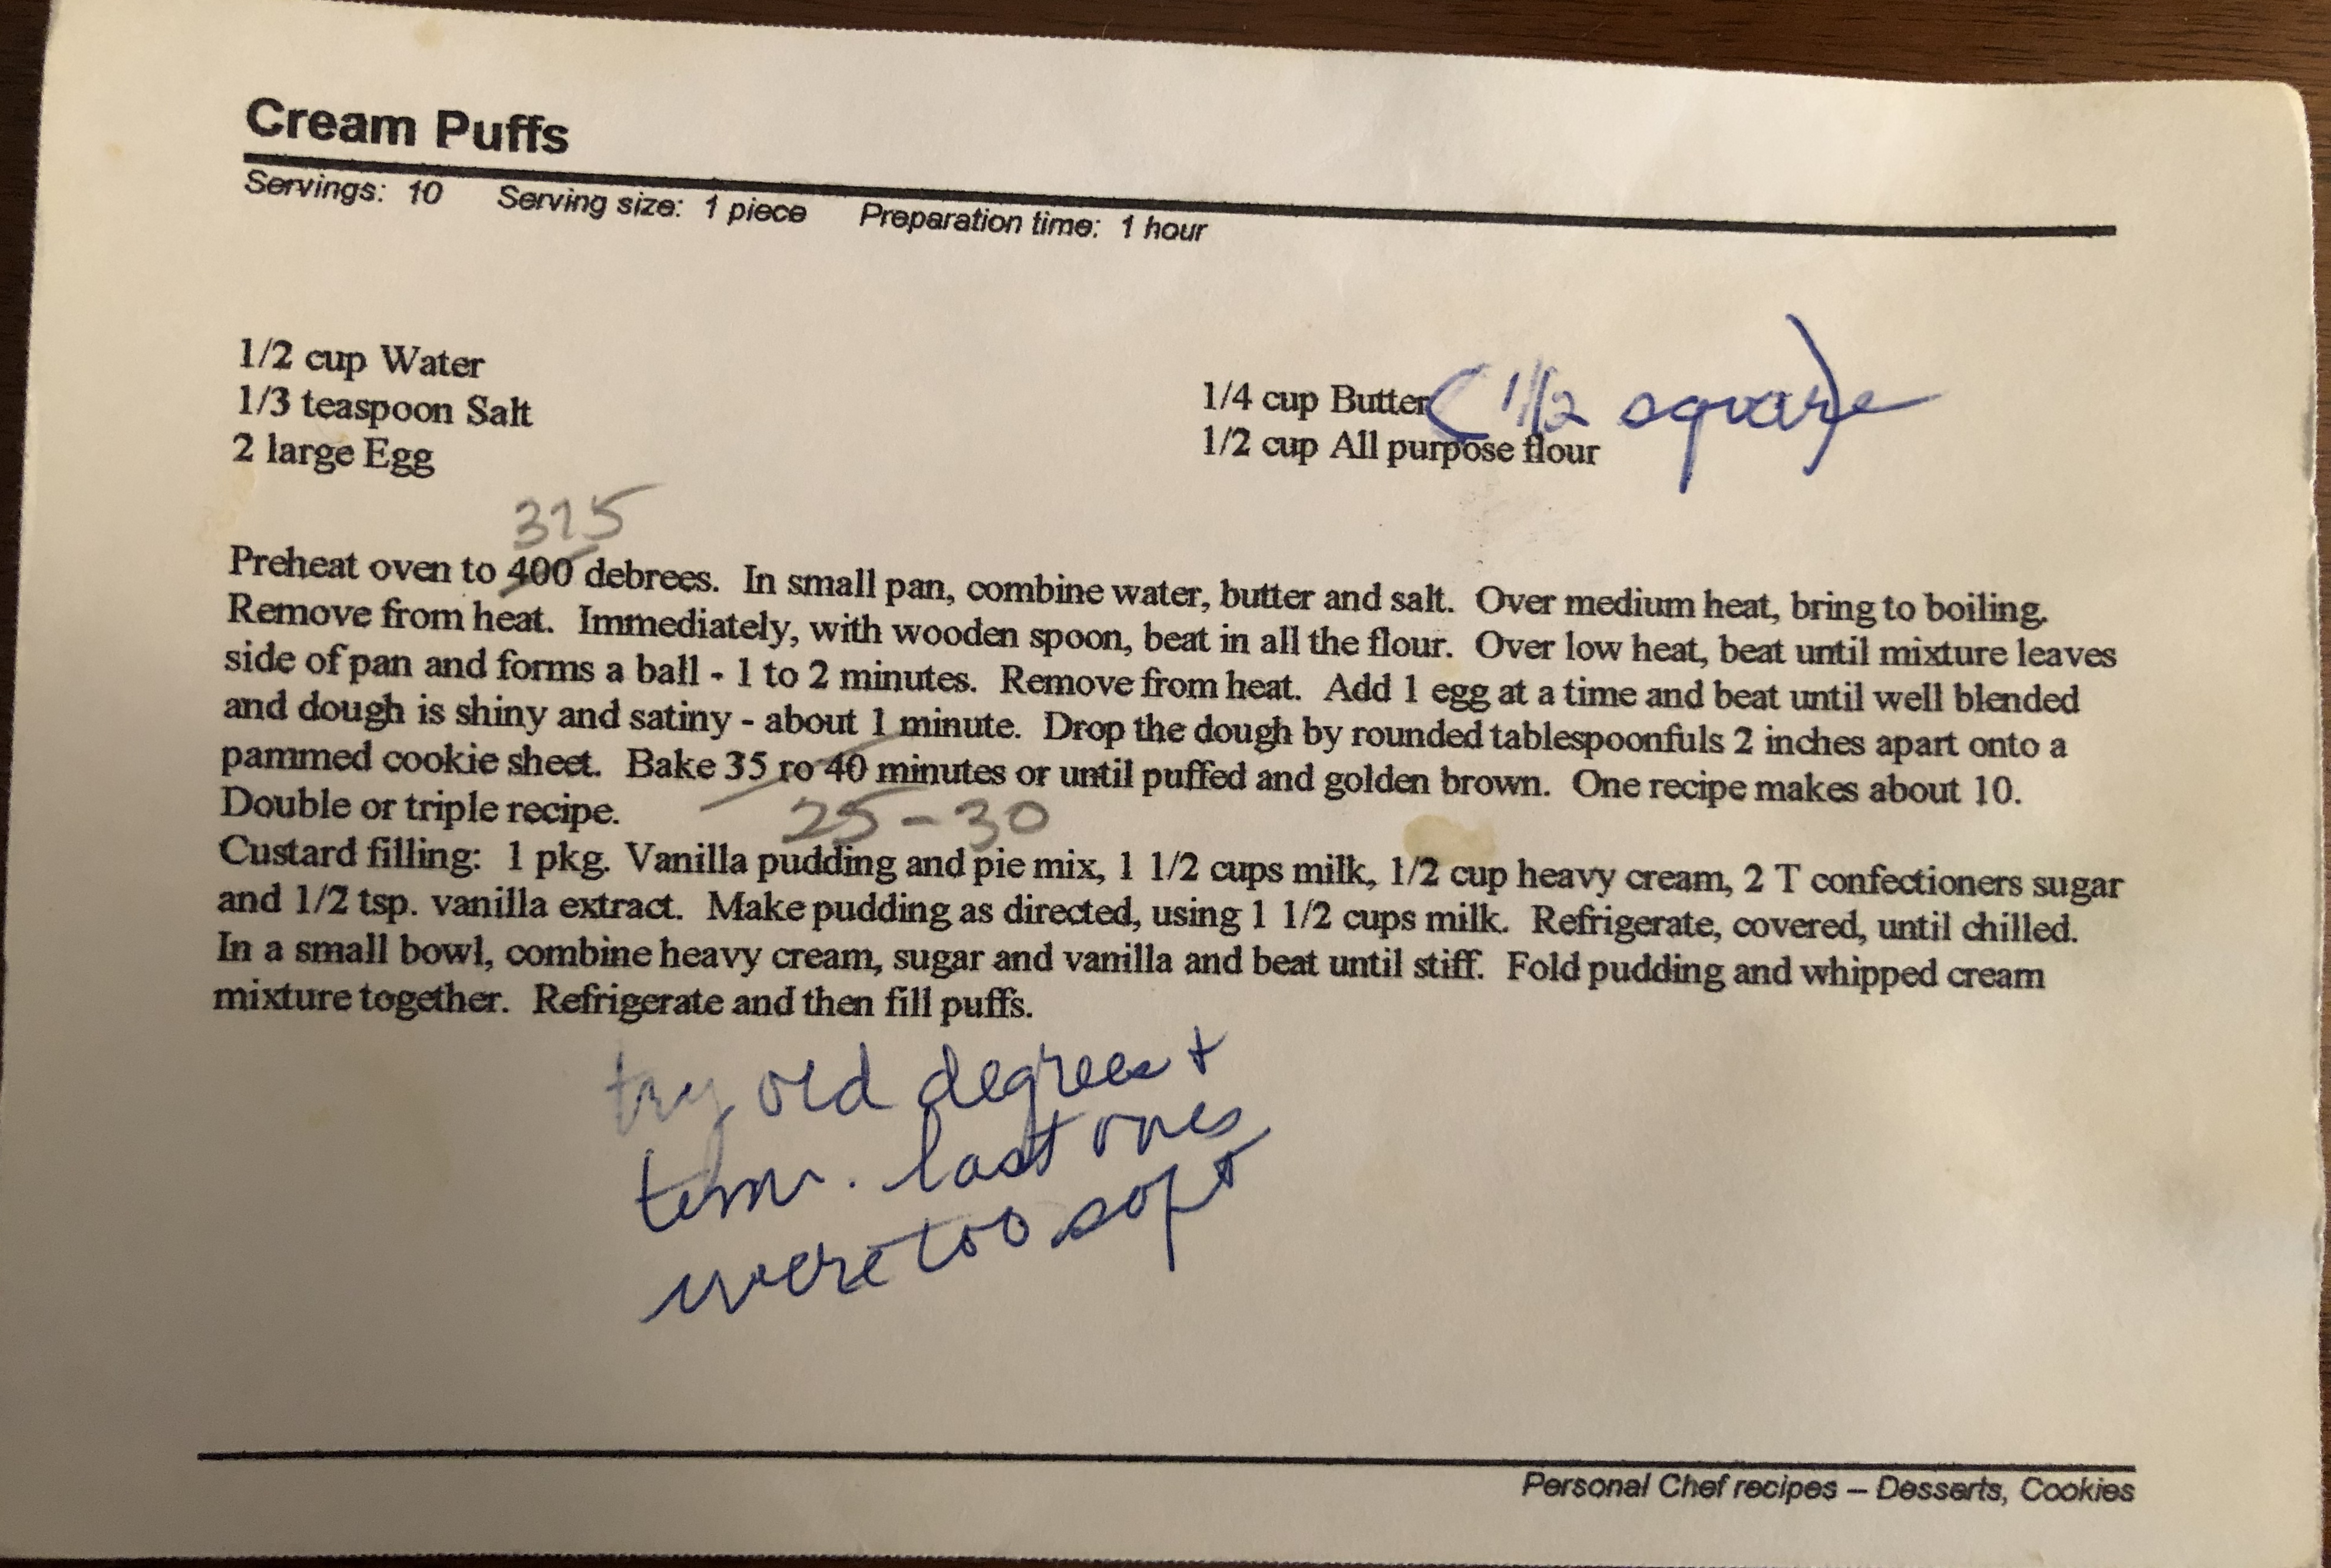 Cream Puffs
Servings: 10 Serving size: 1 piece Preparation time: 1 hour
1/2 cup Water
1/3 teaspoon Salt
2 large Egg
1/4 cup Butter (1 1/2 square)
1/2 cup All purpose flour
Preheat oven to 400 debrees. In small pan, combine water, butter and salt. Over medium heat, bring to boiling.
Remove from heat. Immediately, with wooden spoon, beat in all the flour. Over low heat, beat until mixture leaves
side of pan and forms a ball - 1 to 2 minutes. Remove from heat. Add 1 egg at a time and beat until well blended
and dough is shiny and satiny - about 1 minute. Drop the dough by rounded tablespoonfuls 2 inches apart onto a
pammed cookie sheet. Bake 35 ro 40 minutes or until puffed and golden brown. One recipe makes about 10.
Double or triple recipe.
25-30
Custard filling: 1 pkg. Vanilla pudding and pie mix, 1 1/2 cups milk, 1/2 cup heavy cream, 2 T confectioners sugar
and 1/2 tsp. vanilla extract. Make pudding as directed, using 1 1/2 cups milk. Refrigerate, covered, until chilled.
In a small bowl, combine heavy cream, sugar and vanilla and beat until stiff. Fold pudding and whipped cream
mixture together. Refrigerate and then fill puffs.
try old degrees +
last ones
were too soft
Personal Chef recipes – Desserts, Cookies